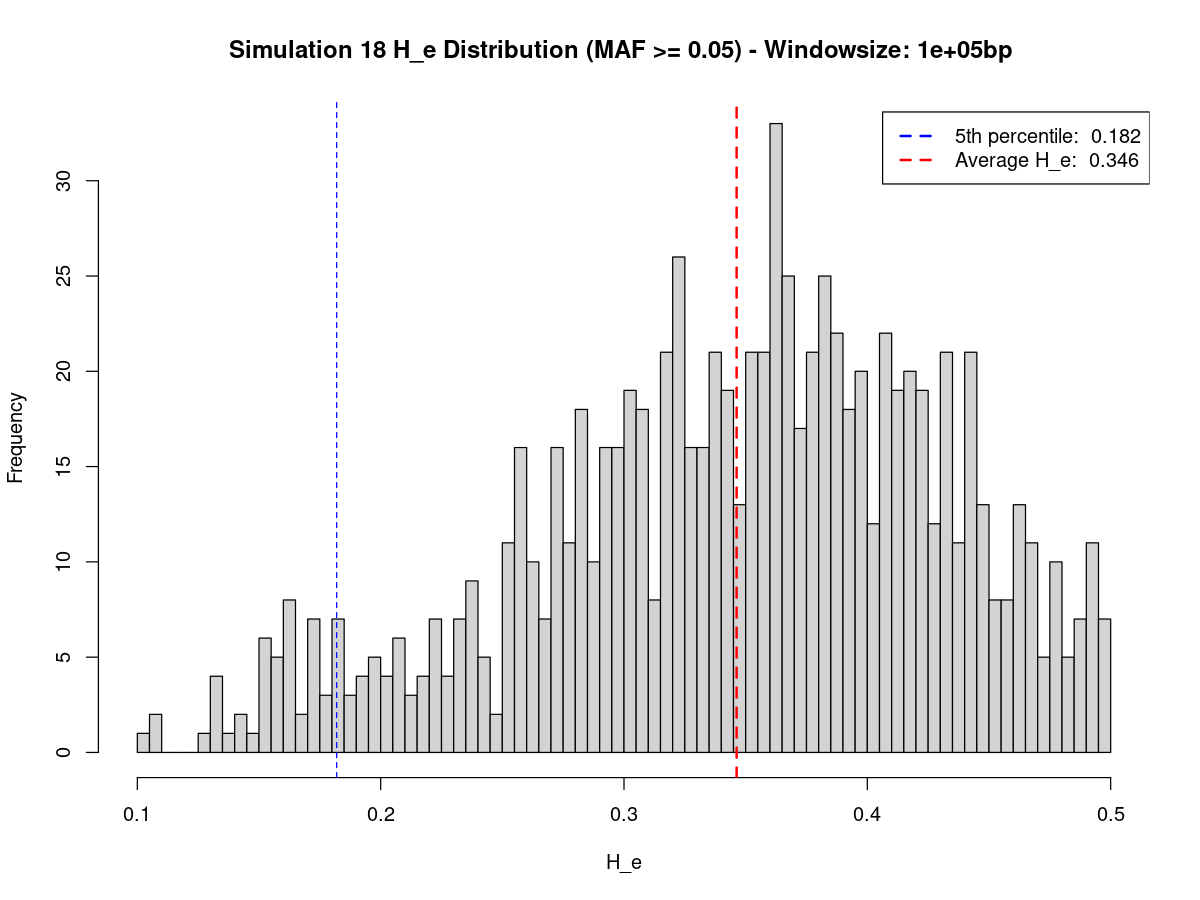 Simulation 18 H_e Distribution (MAF >= 0.05) - Windowsize: 1e+05bp
5th percentile:  0.182
Average H_e:  0.346
Frequency
30
25
20
15
10
5
0
0.1 0.2 0.3 0.4 0.5
H_e